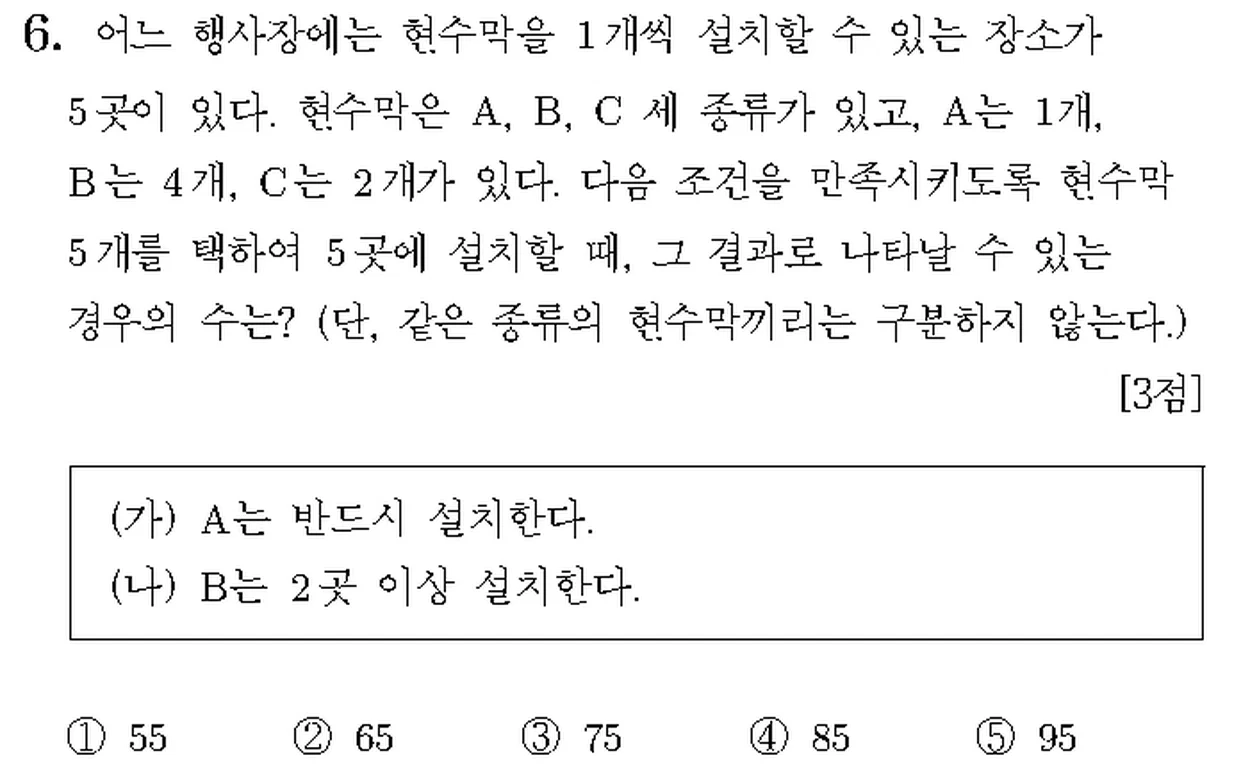 6. 어느 행사장에는 현수막을 1개씩 설치할 수 있는 장소가
5곳이 있다. 현수막은 A, B, C 세 종류가 있고, A는 1개,
B는 4개, C는 2개가 있다. 다음 조건을 만족시키도록 현수막
5개를 택하여 5곳에 설치할 때, 그 결과로 나타날 수 있는
경우의 수는? (단, 같은 종류의 현수막끼리는 구분하지 않는다.)
[3점]
(가) A는 반드시 설치한다.
(나) B는 2곳 이상 설치한다.
① 55 ② 65 ③ 75 ④ 85 ⑤ 95